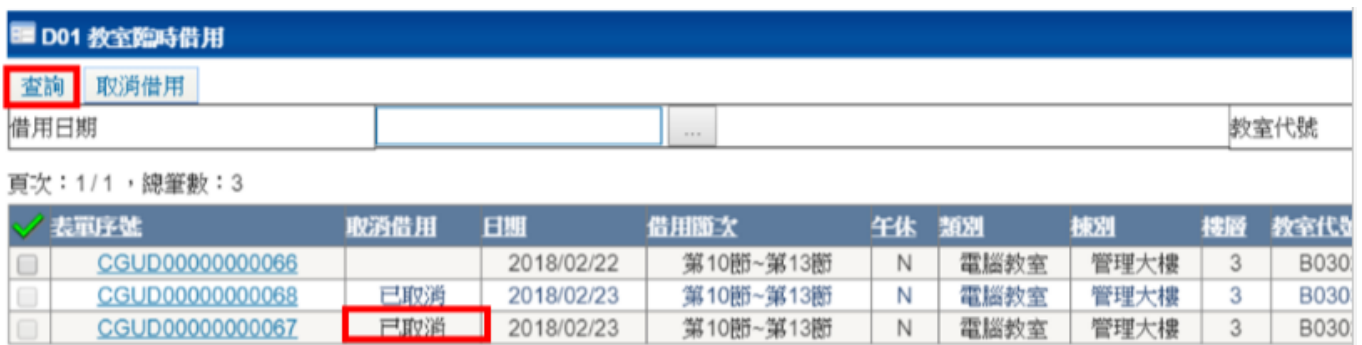 D01 教室臨時借用
查詢 取消借用
借用日期 ... 教室代號
頁次：1 / 1 ，總筆數：3
表單序號 取消借用 日期 借用節次 午休 類別 棟別 樓層 教室代號
CGUD00000000066 2018/02/22 第10節~第13節 N 電腦教室 管理大樓 3 B030
CGUD00000000068 已取消 2018/02/23 第10節~第13節 N 電腦教室 管理大樓 3 B030
CGUD00000000067 已取消 2018/02/23 第10節~第13節 N 電腦教室 管理大樓 3 B030